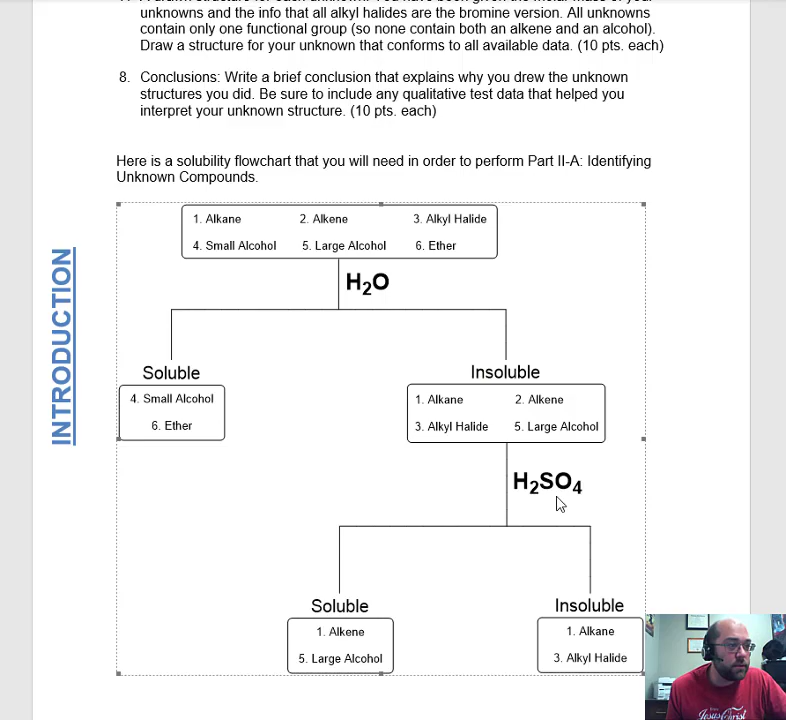 unknowns and the info that all alkyl halides are the bromine version. All unknowns
contain only one functional group (so none contain both an alkene and an alcohol).
Draw a structure for your unknown that conforms to all available data. (10 pts. each)
8. Conclusions: Write a brief conclusion that explains why you drew the unknown
structures you did. Be sure to include any qualitative test data that helped you
interpret your unknown structure. (10 pts. each)
Here is a solubility flowchart that you will need in order to perform Part II-A: Identifying
Unknown Compounds.
INTRODUCTION
1. Alkane 2. Alkene 3. Alkyl Halide
4. Small Alcohol 5. Large Alcohol 6. Ether
H2O
Soluble Insoluble
4. Small Alcohol 1. Alkane 2. Alkene
6. Ether 3. Alkyl Halide 5. Large Alcohol
H2SO4
Soluble Insoluble
1. Alkene 1. Alkane
5. Large Alcohol 3. Alkyl Halide